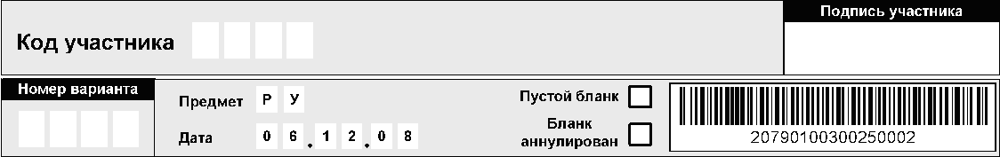 Подпись участника
Код участника
Номер варианта
Предмет Р У
Пустой бланк
Дата 0 6 . 1 2 . 0 8
Бланк
аннулирован
20790100300250002